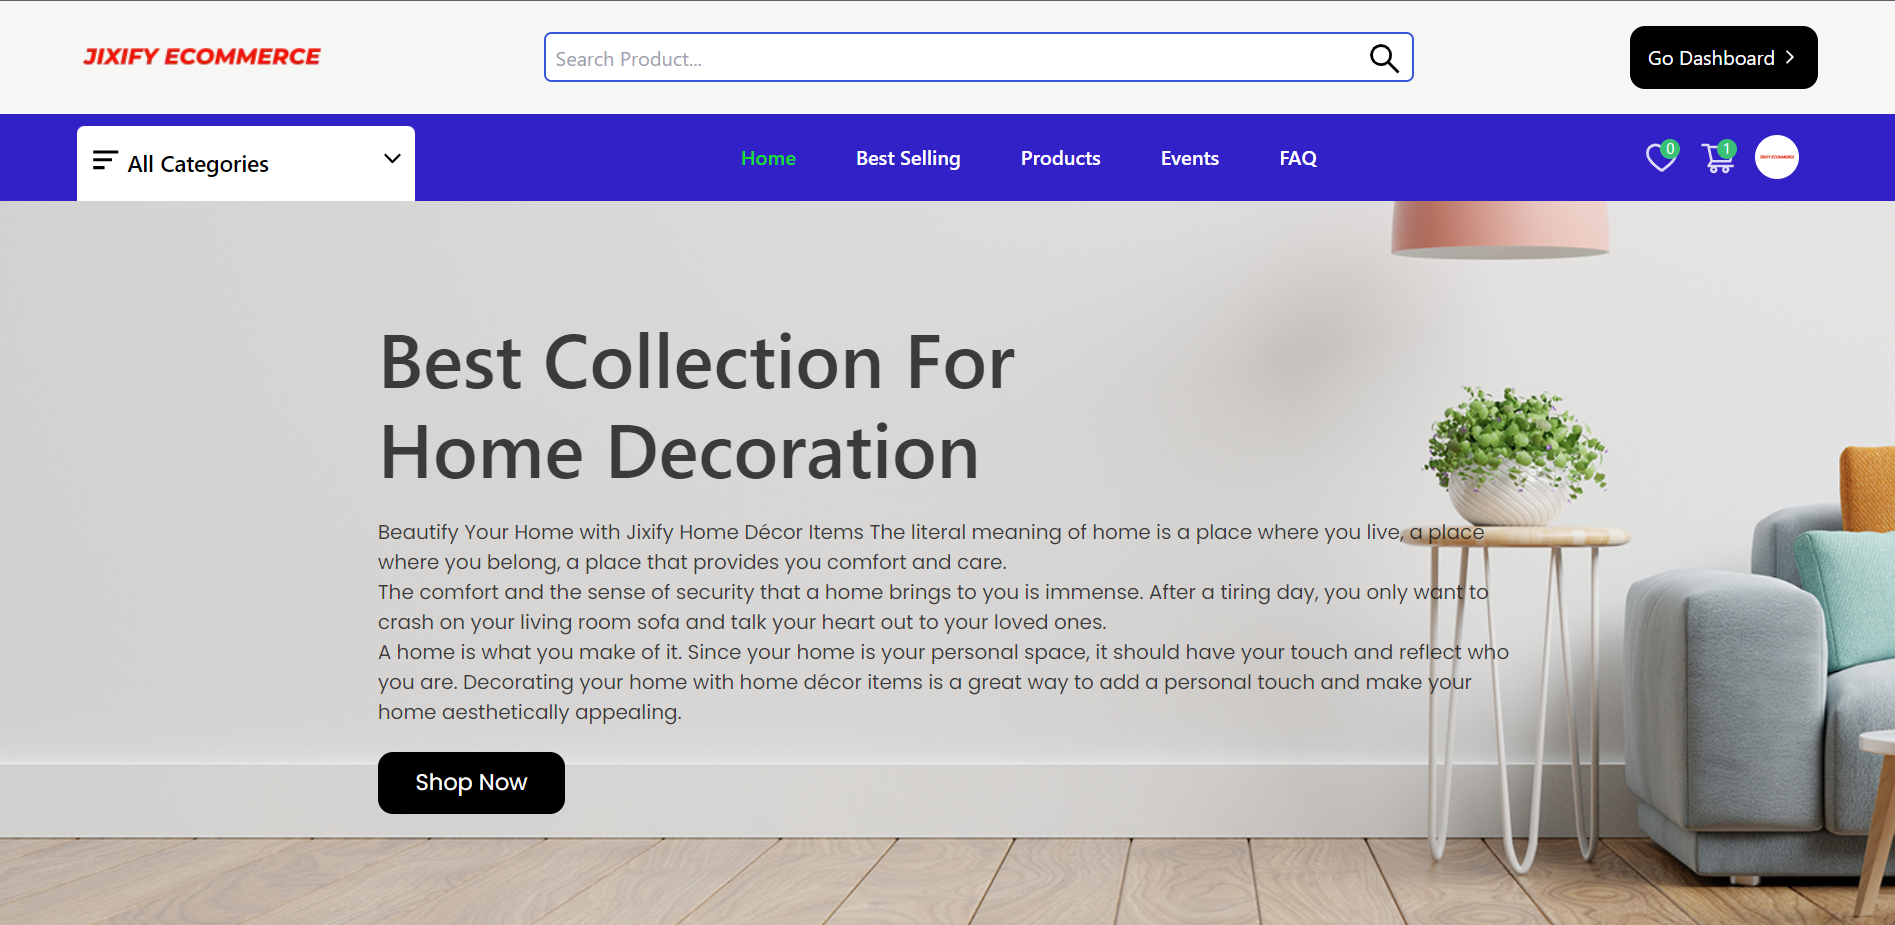 JIXIFY ECOMMERCE
Search Product...
Go Dashboard
All Categories
Home
Best Selling
Products
Events
FAQ
0
1
JIXIFY ECOMMERCE
Best Collection For
Home Decoration
Beautify Your Home with Jixify Home Décor Items The literal meaning of home is a place where you live, a place
where you belong, a place that provides you comfort and care.
The comfort and the sense of security that a home brings to you is immense. After a tiring day, you only want to
crash on your living room sofa and talk your heart out to your loved ones.
A home is what you make of it. Since your home is your personal space, it should have your touch and reflect who
you are. Decorating your home with home décor items is a great way to add a personal touch and make your
home aesthetically appealing.
Shop Now